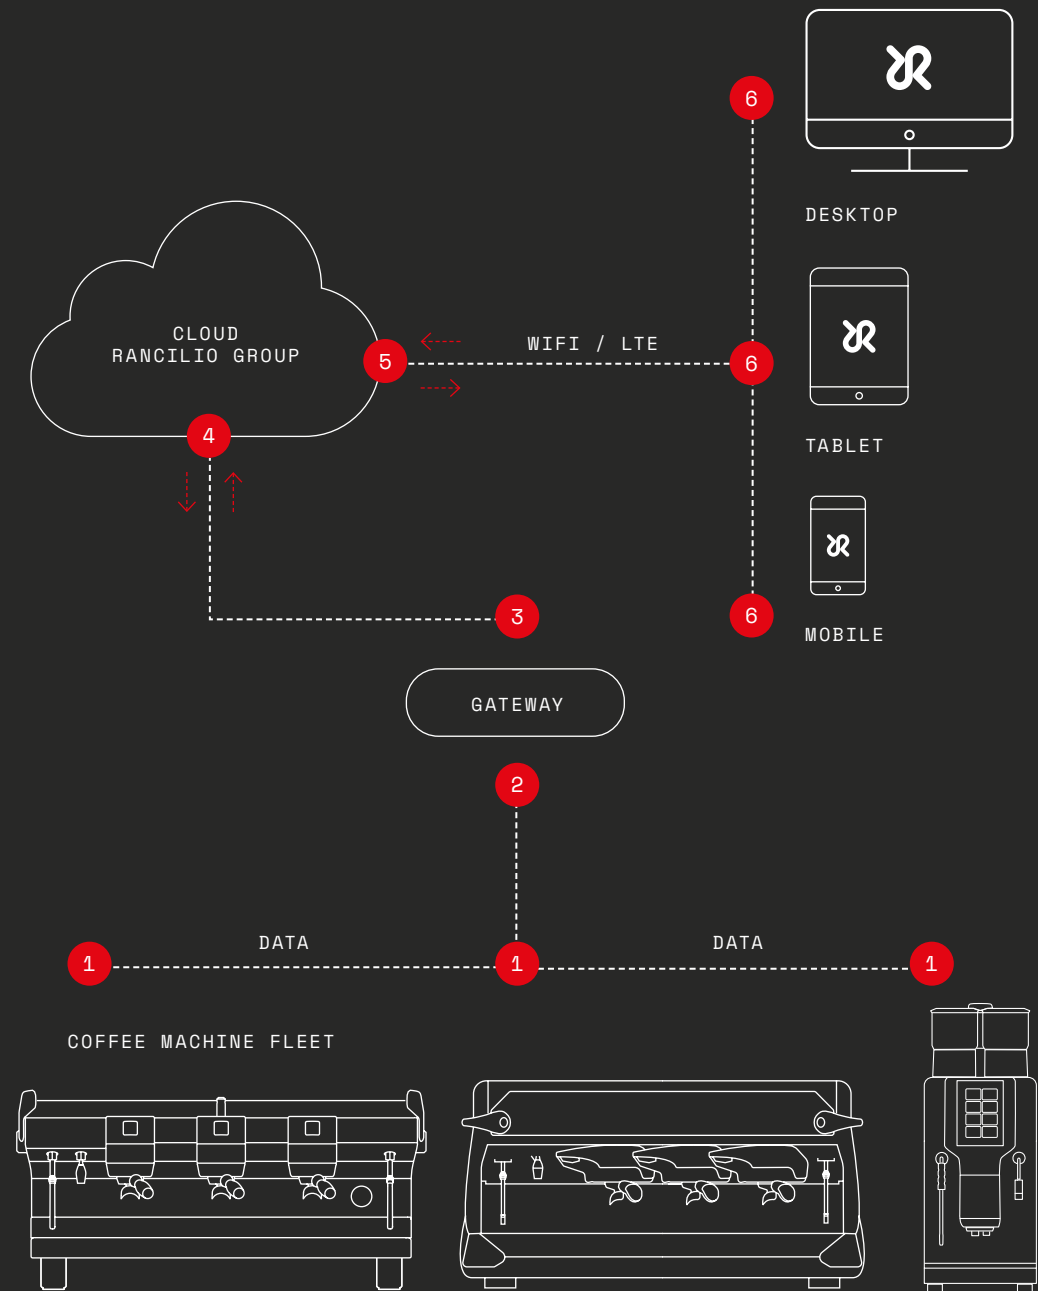 6
DESKTOP
CLOUD
RANCILIO GROUP
5
WIFI / LTE
6
4
TABLET
3
6
MOBILE
GATEWAY
2
DATA
DATA
1
1
1
COFFEE MACHINE FLEET